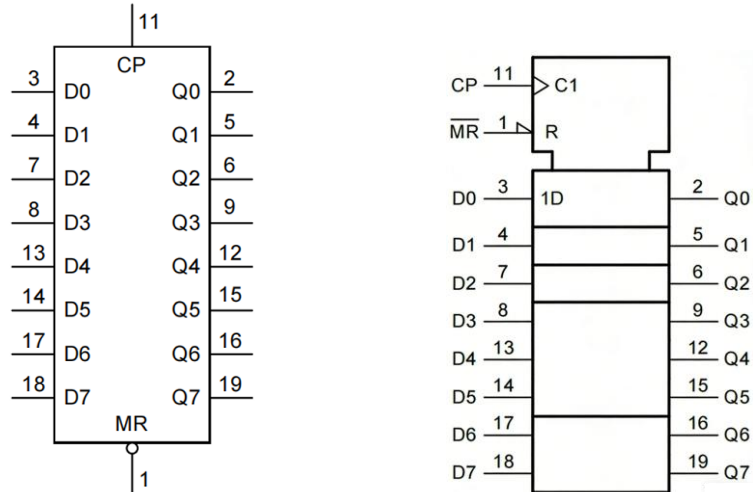 11
CP
3 D0 Q0 2
4 D1 Q1 5
7 D2 Q2 6
8 D3 Q3 9
13 D4 Q4 12
14 D5 Q5 15
17 D6 Q6 16
18 D7 Q7 19
MR
1
CP 11 C1
MR 1 R
D0 3 1D 2 Q0
D1 4 5 Q1
D2 7 6 Q2
D3 8 9 Q3
D4 13 12 Q4
D5 14 15 Q5
D6 17 16 Q6
D7 18 19 Q7